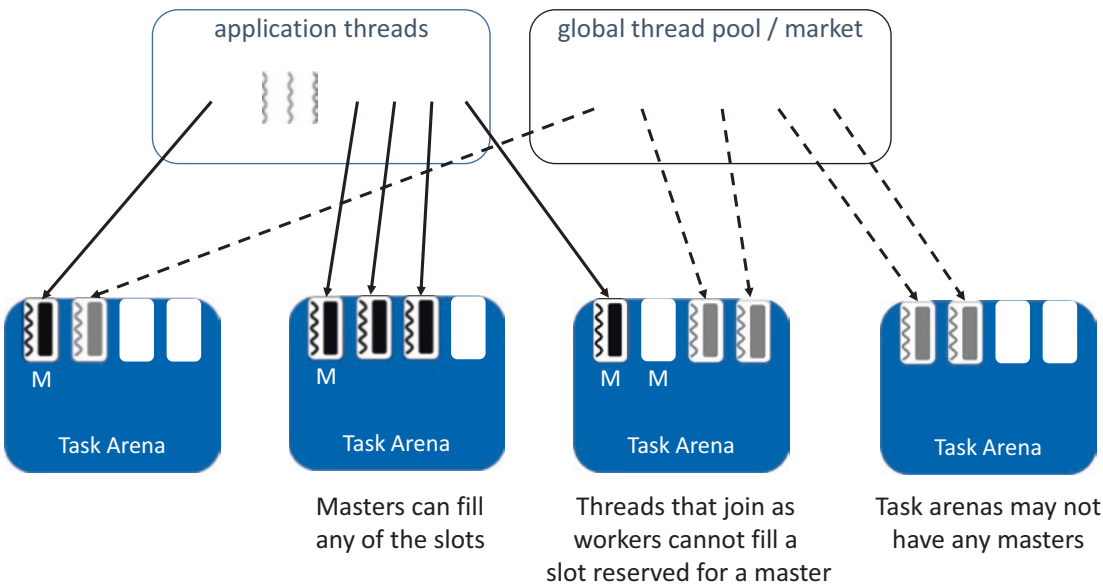 application threads
global thread pool / market
M
M
M
M
Task Arena
Task Arena
Task Arena
Task Arena
Masters can fill
any of the slots
Threads that join as
workers cannot fill a
slot reserved for a master
Task arenas may not
have any masters